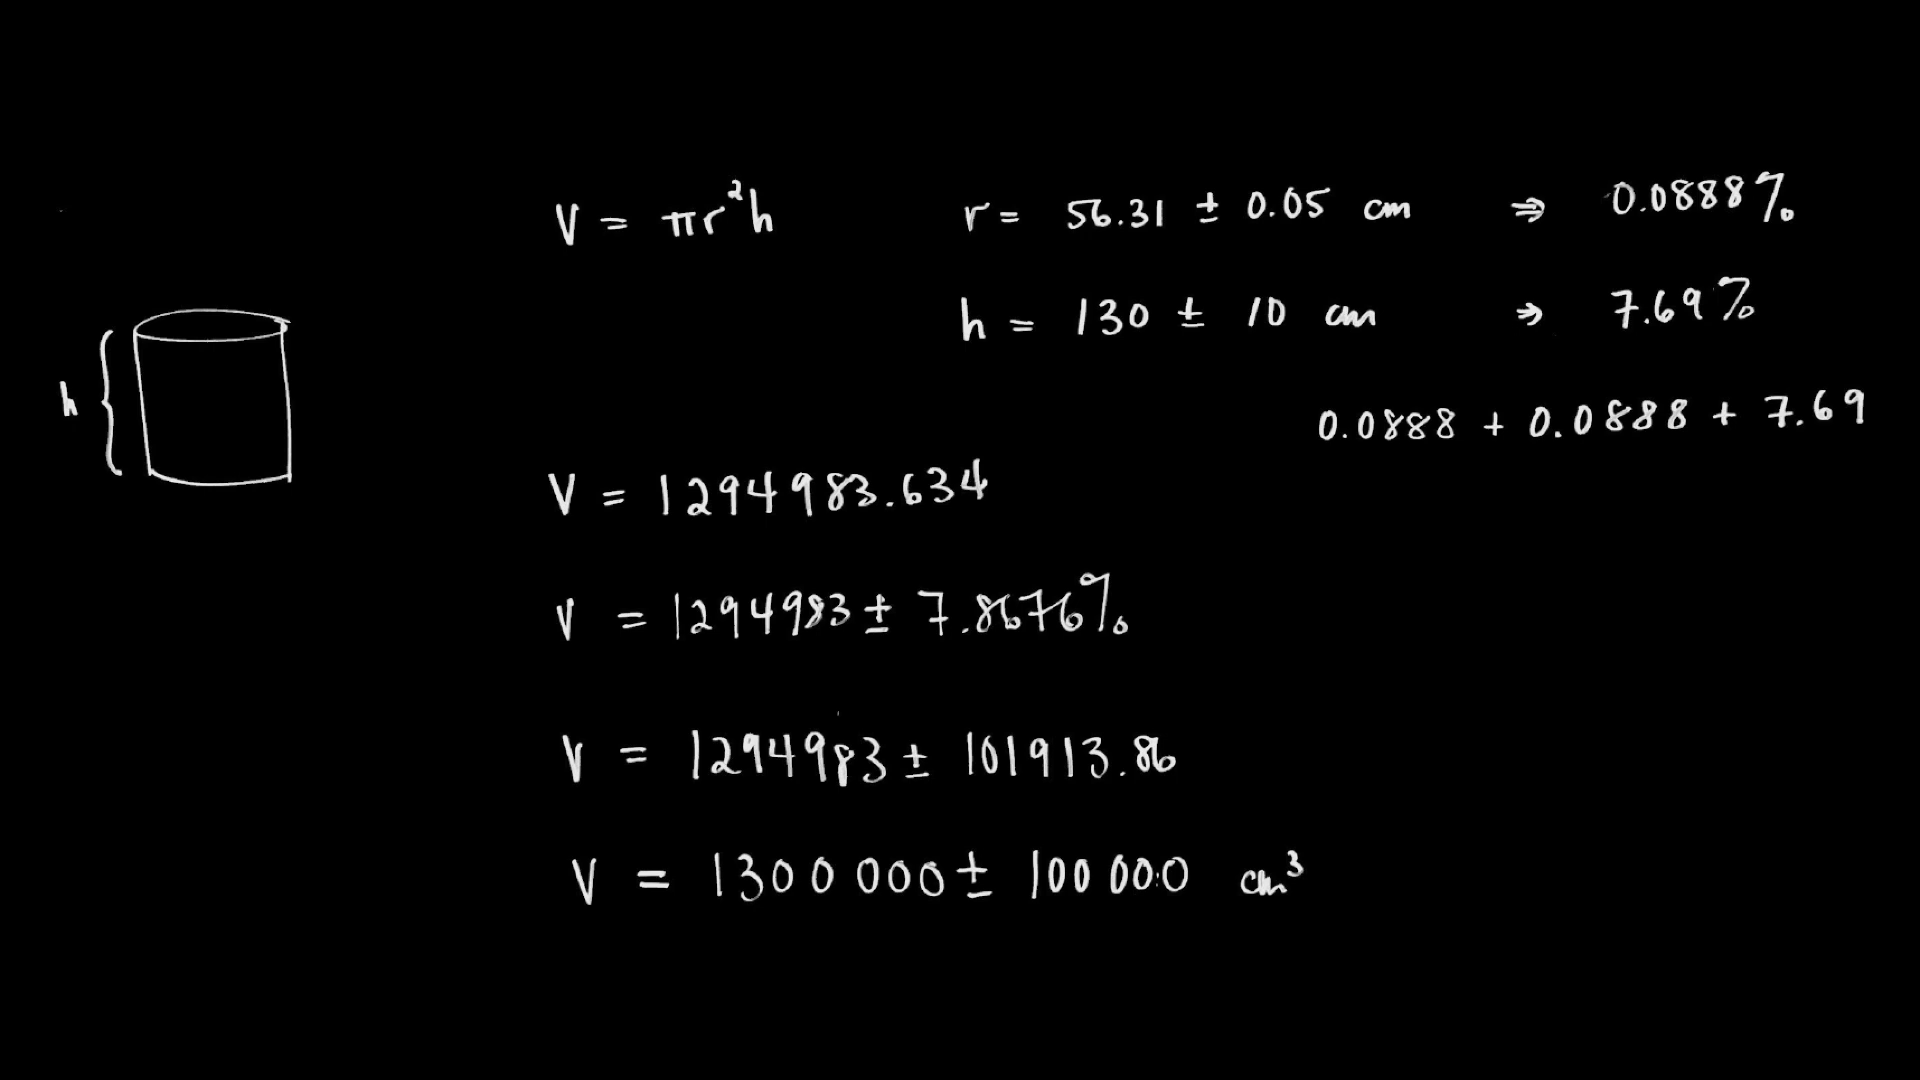 V = πr²h
r = 56.31 ± 0.05 cm ⇒ 0.0888%
h = 130 ± 10 cm ⇒ 7.69%
0.0888 + 0.0888 + 7.69
h
V = 1294983.634
V = 1294983 ± 7.8676%
V = 1294983 ± 101913.86
V = 1300 000 ± 100 000 cm³